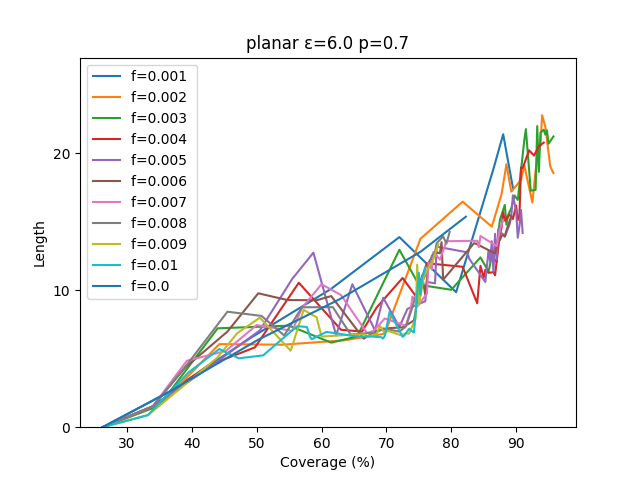 planar ε=6.0 p=0.7
f=0.001
f=0.002
f=0.003
f=0.004
f=0.005
f=0.006
f=0.007
f=0.008
f=0.009
f=0.01
f=0.0
20
10
0
Length
30 40 50 60 70 80 90
Coverage (%)